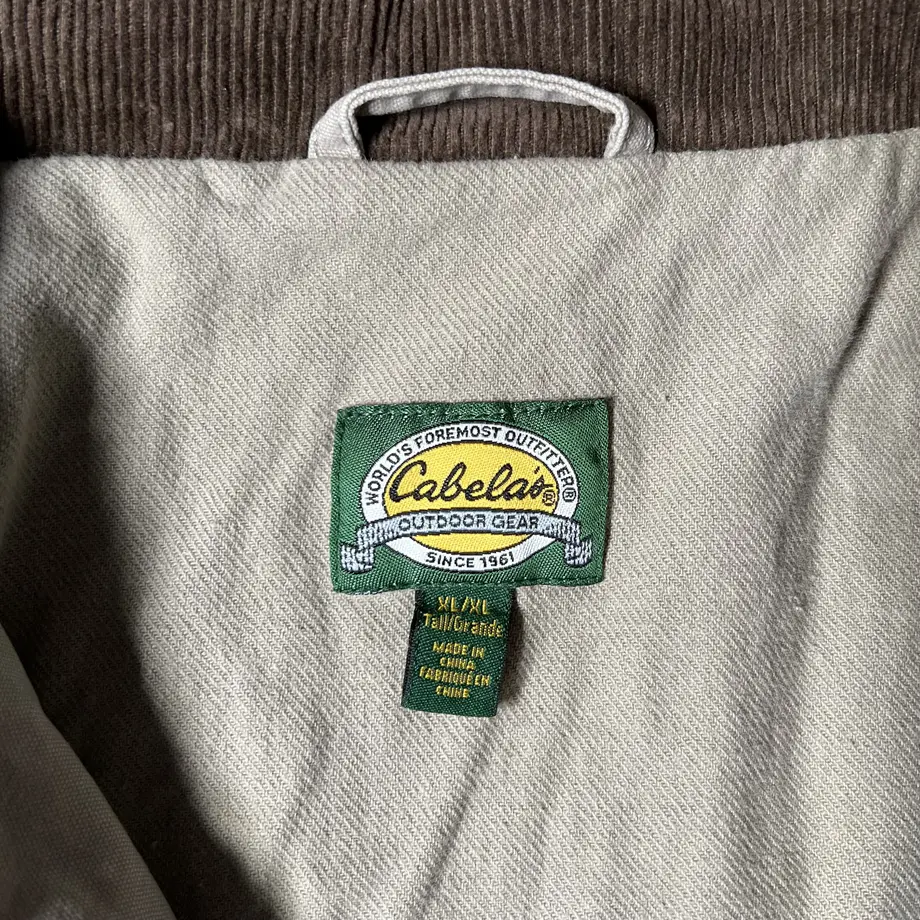 WORLD'S FOREMOST OUTFITTER®
Cabela's®
OUTDOOR GEAR
SINCE 1961
XL/XL
Tall/Grande
MADE IN
CHINA
FABRIQUÉ EN
CHINE